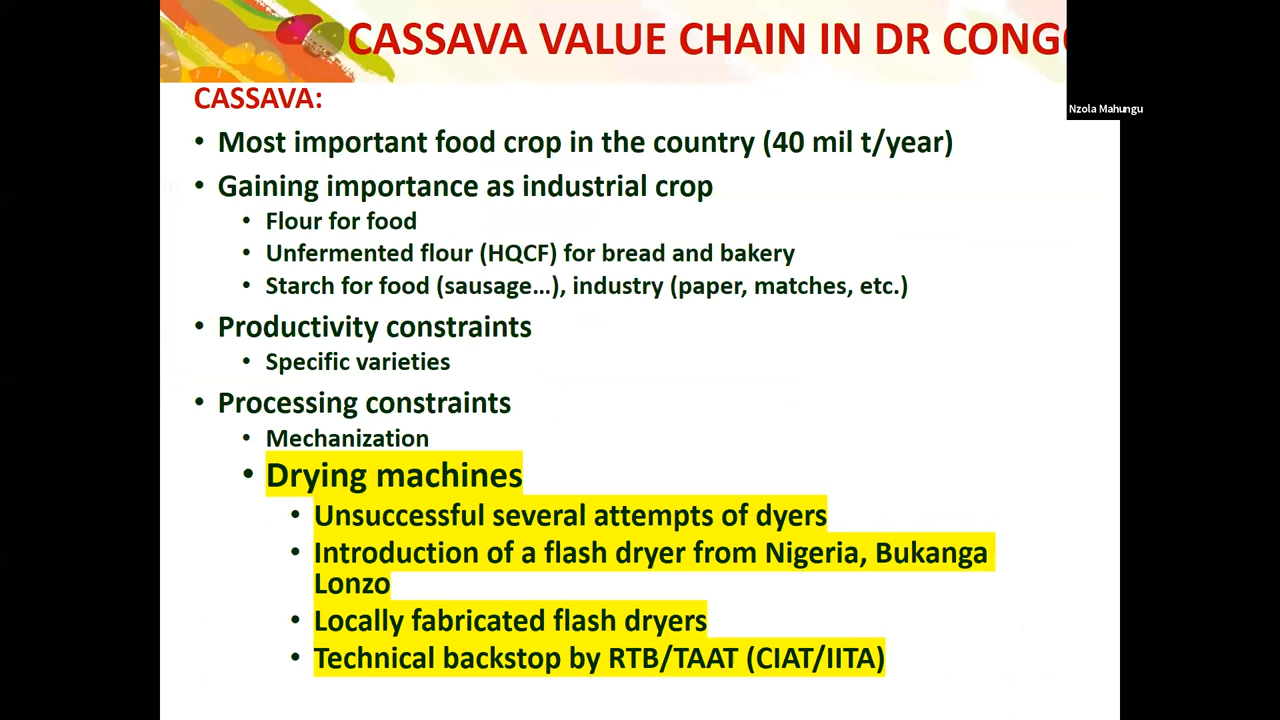 CASSAVA VALUE CHAIN IN DR CONGO
Nzola Mahungu
CASSAVA:
• Most important food crop in the country (40 mil t/year)
• Gaining importance as industrial crop
• Flour for food
• Unfermented flour (HQCF) for bread and bakery
• Starch for food (sausage...), industry (paper, matches, etc.)
• Productivity constraints
• Specific varieties
• Processing constraints
• Mechanization
• Drying machines
• Unsuccessful several attempts of dyers
• Introduction of a flash dryer from Nigeria, Bukanga
Lonzo
• Locally fabricated flash dryers
• Technical backstop by RTB/TAAT (CIAT/IITA)